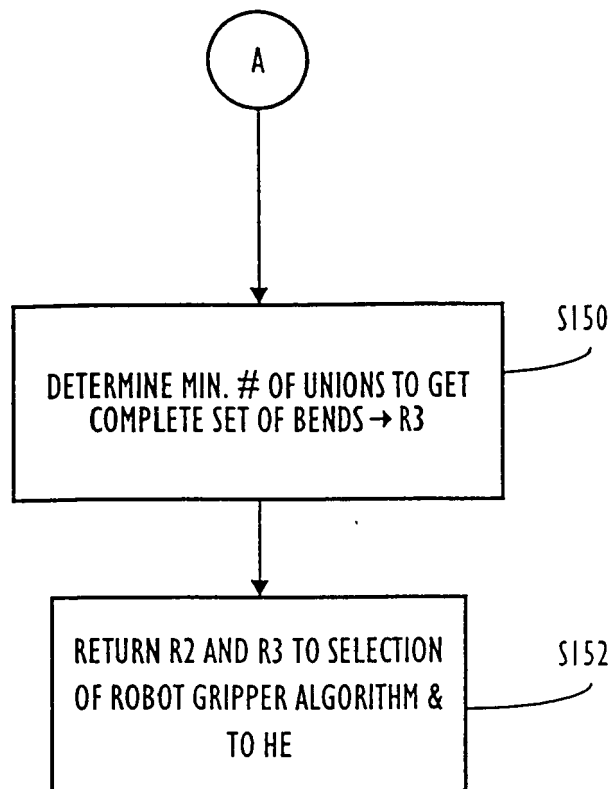 A
S150
DETERMINE MIN. # OF UNIONS TO GET
COMPLETE SET OF BENDS → R3
S152
RETURN R2 AND R3 TO SELECTION
OF ROBOT GRIPPER ALGORITHM &
TO HE